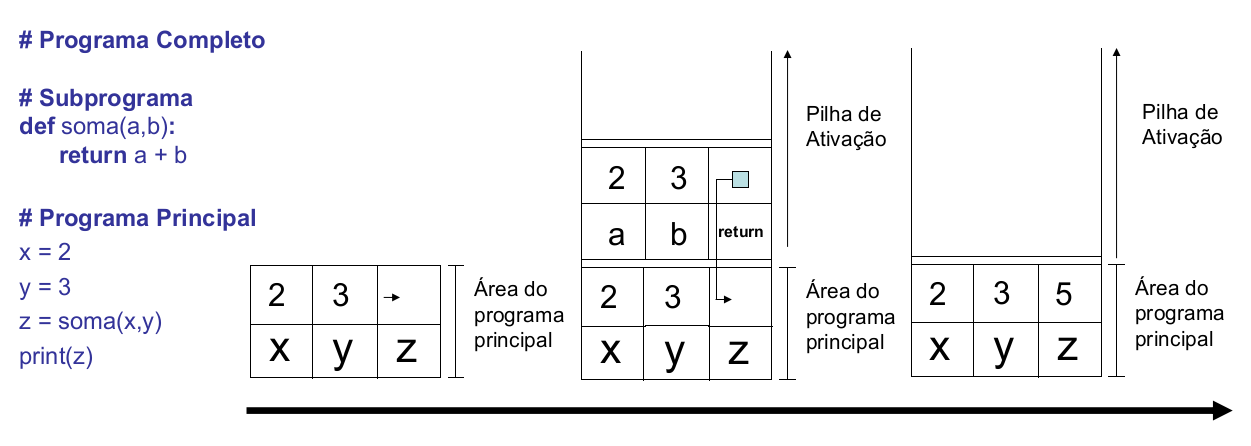 # Programa Completo
# Subprograma
def soma(a,b):
return a + b
# Programa Principal
x = 2
y = 3
z = soma(x,y)
print(z)
2 3
x y z
Área do
programa
principal
Pilha de
Ativação
2 3
a b return
2 3
x y z
Área do
programa
principal
Pilha de
Ativação
2 3 5
x y z
Área do
programa
principal